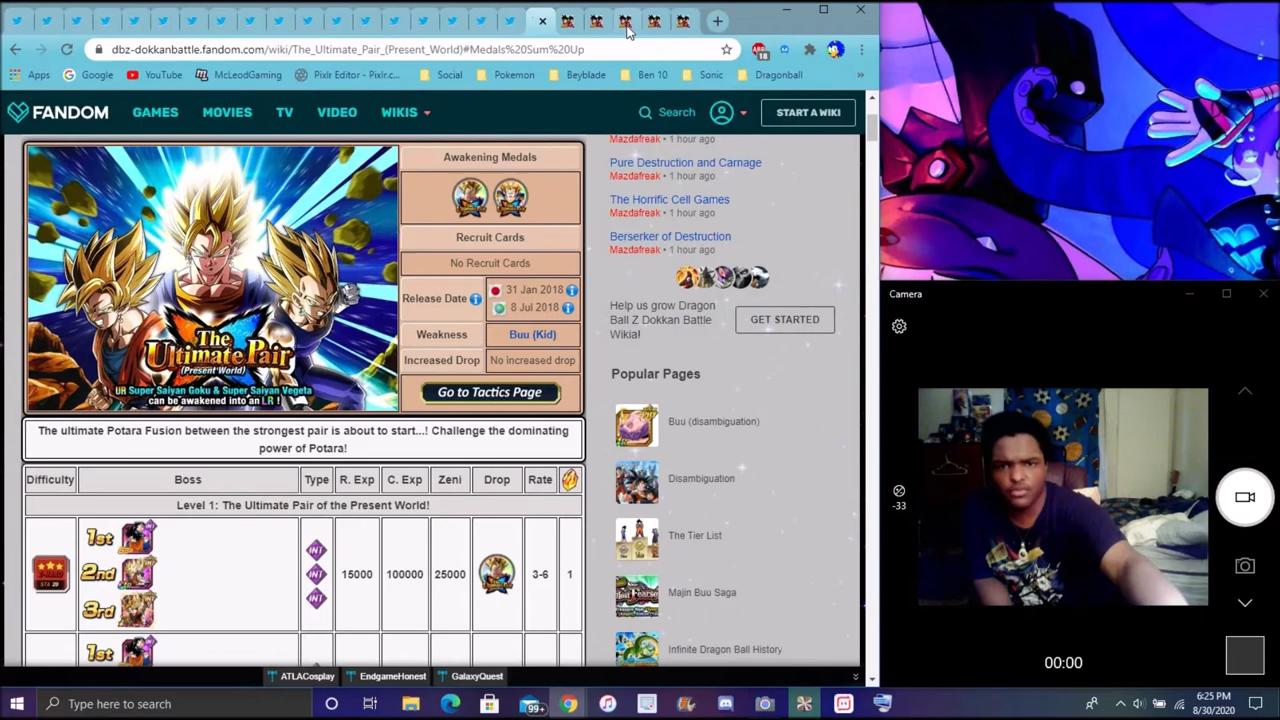 dbz-dokkanbattle.fandom.com/wiki/The_Ultimate_Pair_(Present_World)#Medals%20Sum%20Up
ABP
18
Apps
Google
YouTube
McLeodGaming
Pixlr Editor - Pixlr.c...
Social
Pokemon
Beyblade
Ben 10
Sonic
Dragonball
»
FANDOM
GAMES
MOVIES
TV
VIDEO
WIKIS
Search
START A WIKI
The Ultimate Pair
(Present World)
UR Super Saiyan Goku & Super Saiyan Vegeta
can be awakened into an LR !
Awakening Medals
Recruit Cards
No Recruit Cards
Release Date
31 Jan 2018
8 Jul 2018
Weakness
Buu (Kid)
Increased Drop
No increased drop
Go to Tactics Page
The ultimate Potara Fusion between the strongest pair is about to start...! Challenge the dominating
power of Potara!
Difficulty
Boss
Type
R. Exp
C. Exp
Zeni
Drop
Rate
Level 1: The Ultimate Pair of the Present World!
1st
2nd
3rd
INT
INT
INT
15000
100000
25000
3-6
1
1st
Mazdafreak • 1 hour ago
Pure Destruction and Carnage
Mazdafreak • 1 hour ago
The Horrific Cell Games
Mazdafreak • 1 hour ago
Berserker of Destruction
Mazdafreak • 1 hour ago
Help us grow Dragon
Ball Z Dokkan Battle
Wikia!
GET STARTED
Popular Pages
Buu (disambiguation)
Disambiguation
The Tier List
Majin Buu Saga
Infinite Dragon Ball History
ATLACosplay
EndgameHonest
GalaxyQuest
Camera
-33
00:00
Type here to search
99+
6:25 PM
8/30/2020